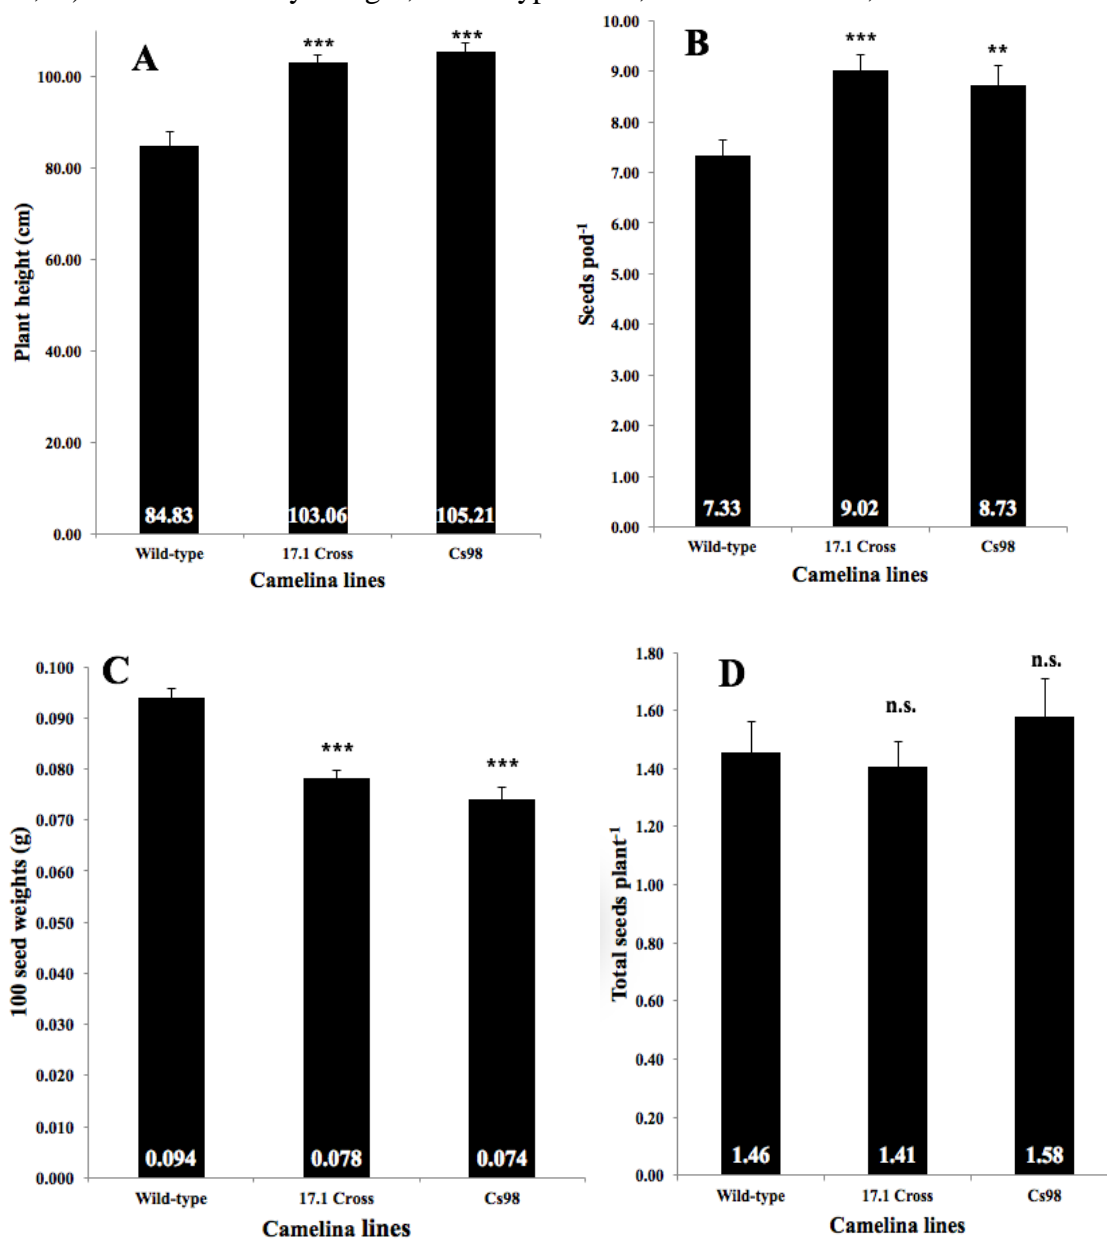 A
***
***
100.00
80.00
60.00
40.00
20.00
0.00
Plant height (cm)
84.83
103.06
105.21
Wild-type
17.1 Cross
Cs98
Camelina lines
B
***
**
10.00
9.00
8.00
7.00
6.00
5.00
4.00
3.00
2.00
1.00
0.00
Seeds pod-1
7.33
9.02
8.73
Wild-type
17.1 Cross
Cs98
Camelina lines
C
***
***
0.100
0.090
0.080
0.070
0.060
0.050
0.040
0.030
0.020
0.010
0.000
100 seed weights (g)
0.094
0.078
0.074
Wild-type
17.1 Cross
Cs98
Camelina lines
D
n.s.
n.s.
1.80
1.60
1.40
1.20
1.00
0.80
0.60
0.40
0.20
0.00
Total seeds plant-1
1.46
1.41
1.58
Wild-type
17.1 Cross
Cs98
Camelina lines